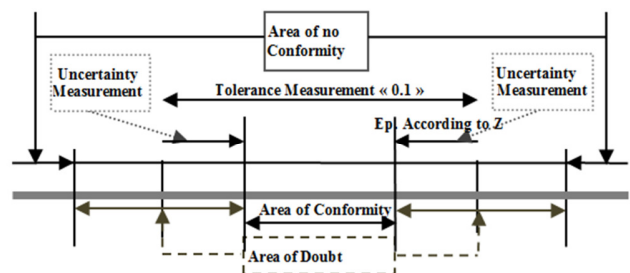 Area of no
Conformity
Uncertainty
Measurement
Tolerance Measurement « 0.1 »
Uncertainty
Measurement
Ep. According to Z
Area of Conformity
Area of Doubt